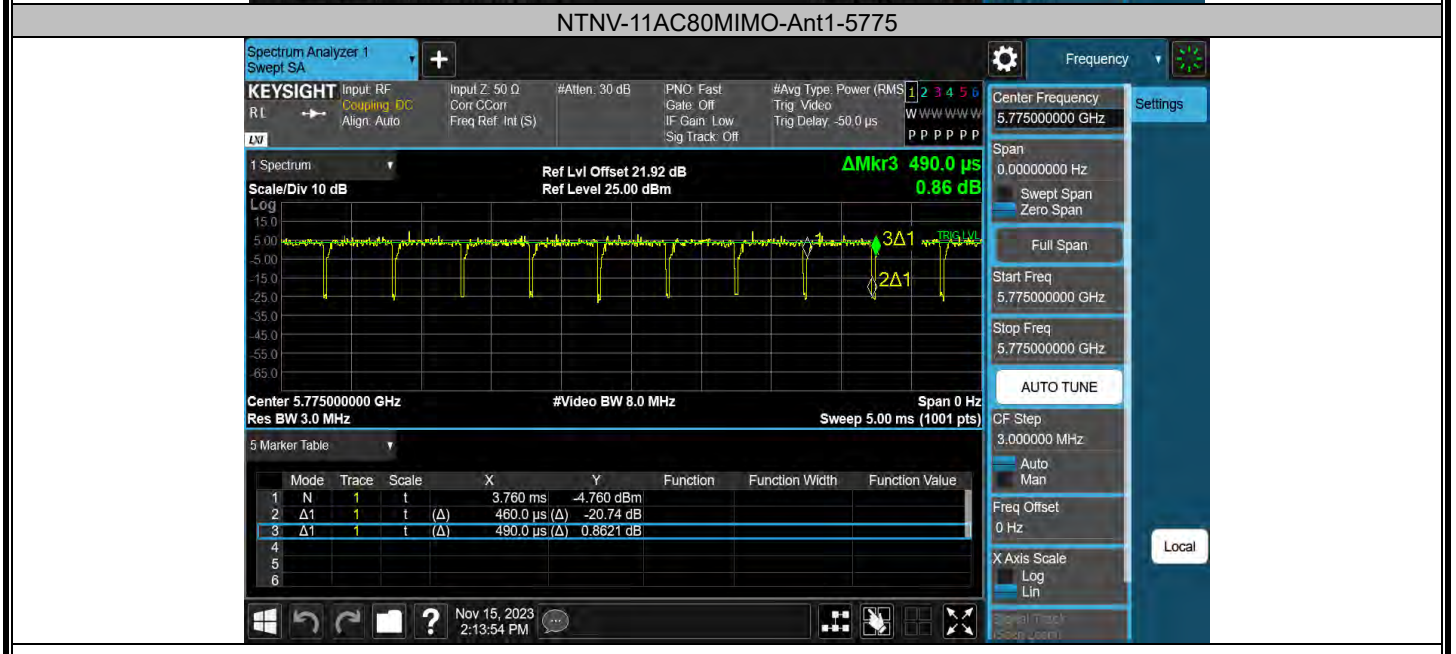 NTNV-11AC80MIMO-Ant1-5775
Spectrum Analyzer 1
Swept SA
+
Frequency
KEYSIGHT
RL
LXI
Input: RF
Coupling: DC
Align: Auto
Input Z: 50 Ω
Corr CCorr
Freq Ref: Int (S)
#Atten: 30 dB
PNO: Fast
Gate: Off
IF Gain: Low
Sig Track: Off
#Avg Type: Power (RMS
Trig: Video
Trig Delay: -50.0 µs
1 2 3 4 5 6
W W W W W W
P P P P P P
1 Spectrum
Scale/Div 10 dB
Ref Lvl Offset 21.92 dB
Ref Level 25.00 dBm
ΔMkr3 490.0 µs
0.86 dB
Log
15.0
5.00
-5.00
-15.0
-25.0
-35.0
-45.0
-55.0
-65.0
1
3Δ1
TRIG LVL
2Δ1
Center 5.775000000 GHz
#Video BW 8.0 MHz
Span 0 Hz
Res BW 3.0 MHz
Sweep 5.00 ms (1001 pts)
5 Marker Table
Mode Trace Scale X Y Function Function Width Function Value
1 N 1 t 3.760 ms -4.760 dBm
2 Δ1 1 t (Δ) 460.0 µs (Δ) -20.74 dB
3 Δ1 1 t (Δ) 490.0 µs (Δ) 0.8621 dB
4
5
6
?
Nov 15, 2023
2:13:54 PM
Center Frequency
5.775000000 GHz
Settings
Span
0.00000000 Hz
Swept Span
Zero Span
Full Span
Start Freq
5.775000000 GHz
Stop Freq
5.775000000 GHz
AUTO TUNE
CF Step
3.000000 MHz
Auto
Man
Freq Offset
0 Hz
Local
X Axis Scale
Log
Lin
Signal Track
(Span Zoom)